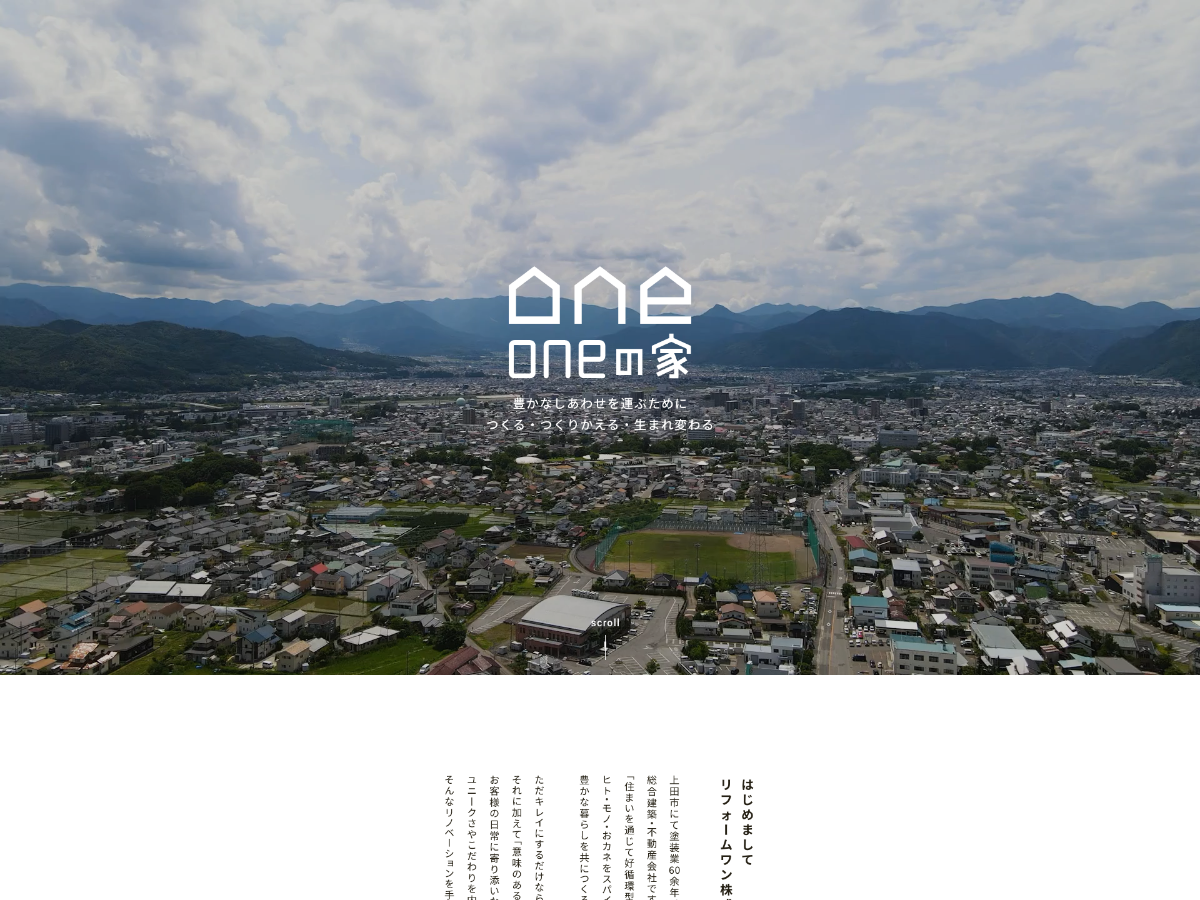 one
oneの家
豊かなしあわせを運ぶために
つくる・つくりかえる・生まれ変わる
scroll
はじめまして
リフォームワン株
上田市にて塗装業60余年
総合建築・不動産会社です
「住まいを通じて好循環型
ヒト・モノ・おカネをスパイ
豊かな暮らしを共につくる
ただキレイにするだけなら
それに加えて「意味のある
お客様の日常に寄り添いな
ユニークさやこだわりを
そんなリノベーションを手